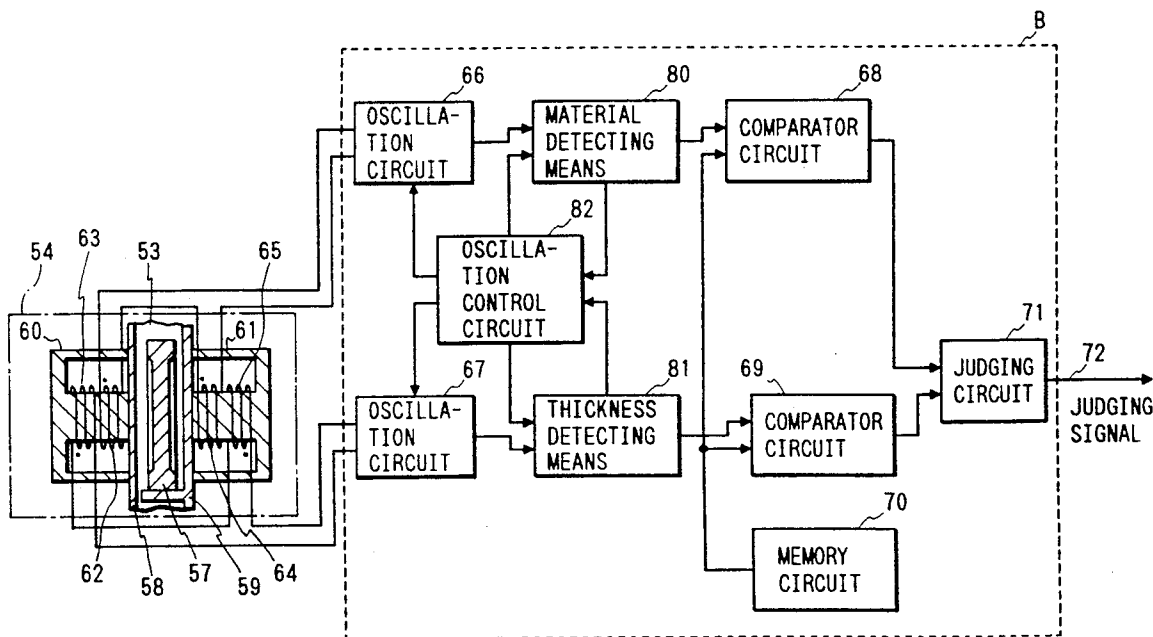 B
66
OSCILLA-
TION
CIRCUIT
80
MATERIAL
DETECTING
MEANS
68
COMPARATOR
CIRCUIT
82
OSCILLA-
TION
CONTROL
CIRCUIT
54
63
53
65
60
61
67
OSCILLA-
TION
CIRCUIT
81
THICKNESS
DETECTING
MEANS
69
COMPARATOR
CIRCUIT
71
JUDGING
CIRCUIT
72
JUDGING
SIGNAL
70
MEMORY
CIRCUIT
62
58
57
59
64